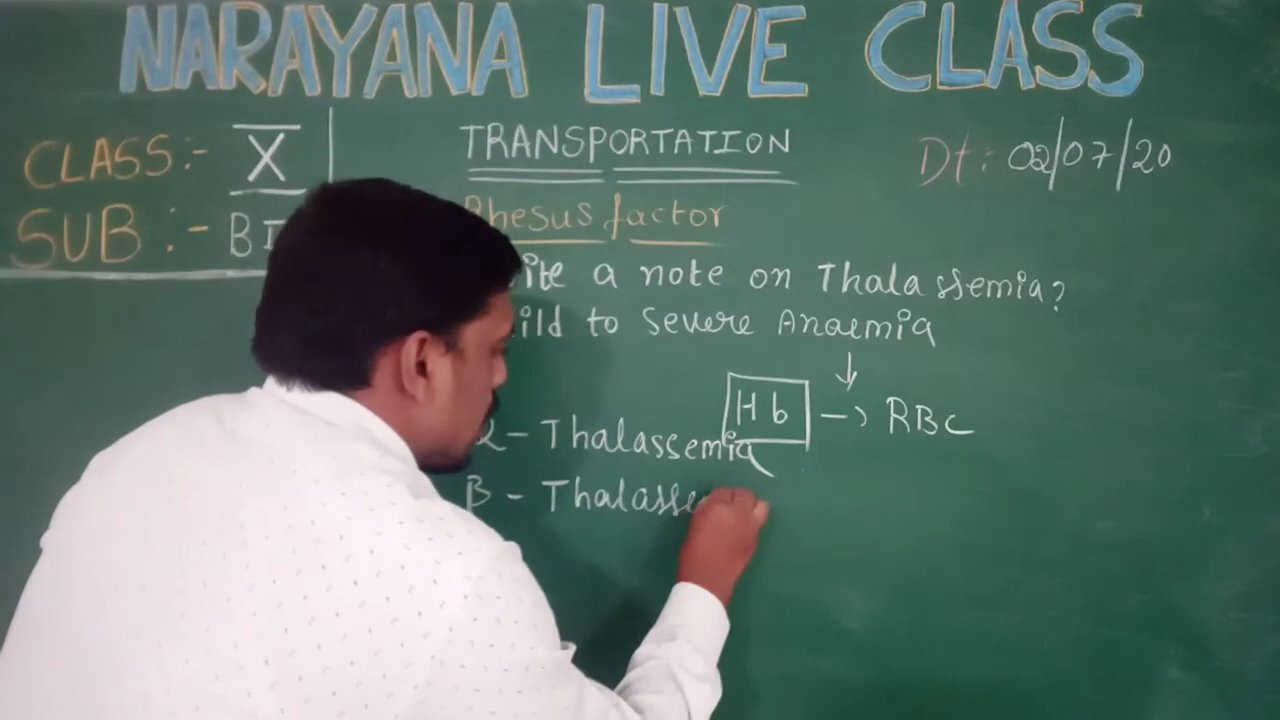 NARAYANA LIVE CLASS
CLASS:- X
TRANSPORTATION
Dt: 02/07/20
SUB:-
Rhesus factor
a note on Thalassemia?
to Severe Anaemia
Hb → RBC
α - Thalassemia
B -